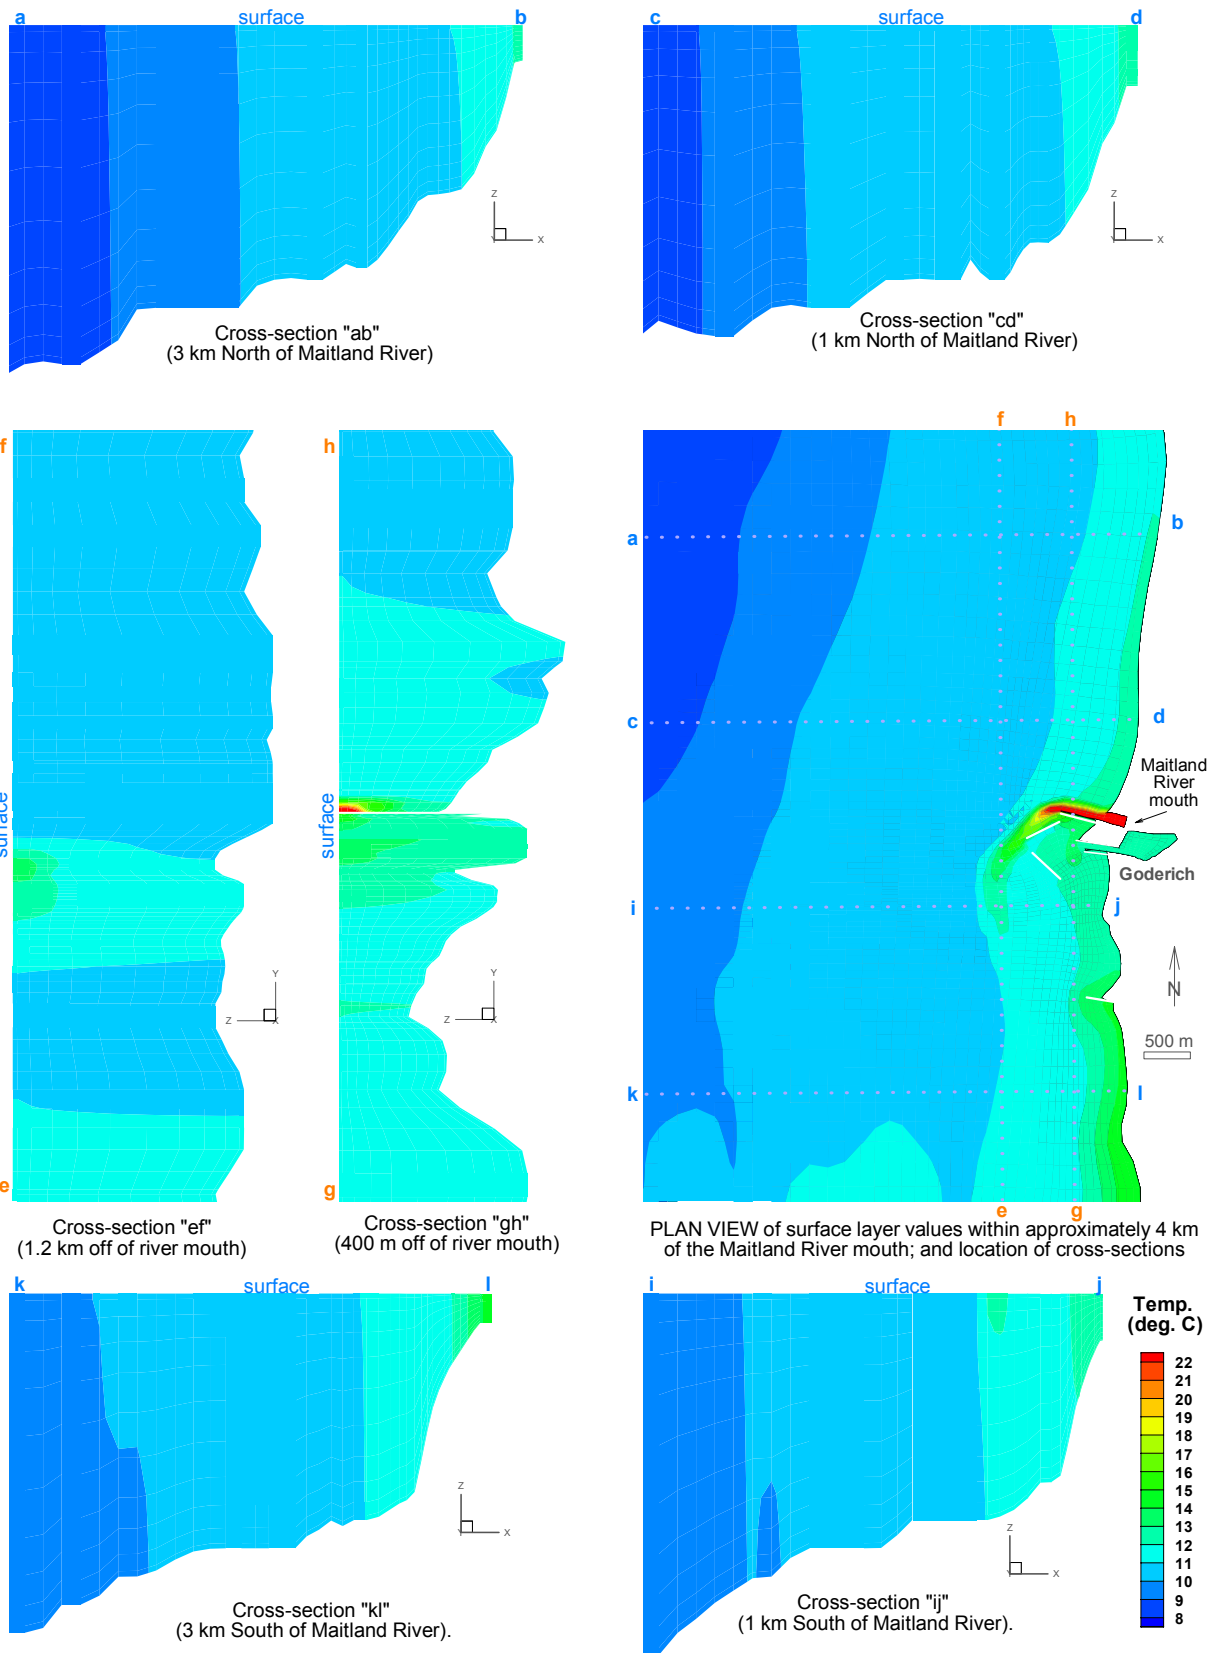 a surface b
c surface d
Z
X
Y
Z
X
Cross-section "ab"
(3 km North of Maitland River)
Cross-section "cd"
(1 km North of Maitland River)
f
surface
e
Y
Z
X
Cross-section "ef"
(1.2 km off of river mouth)
h
surface
g
Y
Z
X
Cross-section "gh"
(400 m off of river mouth)
f h
a b
c d
Maitland
River
mouth
Goderich
i j
N
500 m
k l
e g
PLAN VIEW of surface layer values within approximately 4 km
of the Maitland River mouth; and location of cross-sections
k surface l
Z
X
Cross-section "kl"
(3 km South of Maitland River).
i surface j
Z
X
Cross-section "ij"
(1 km South of Maitland River).
Temp.
(deg. C)
22
21
20
19
18
17
16
15
14
13
12
11
10
9
8